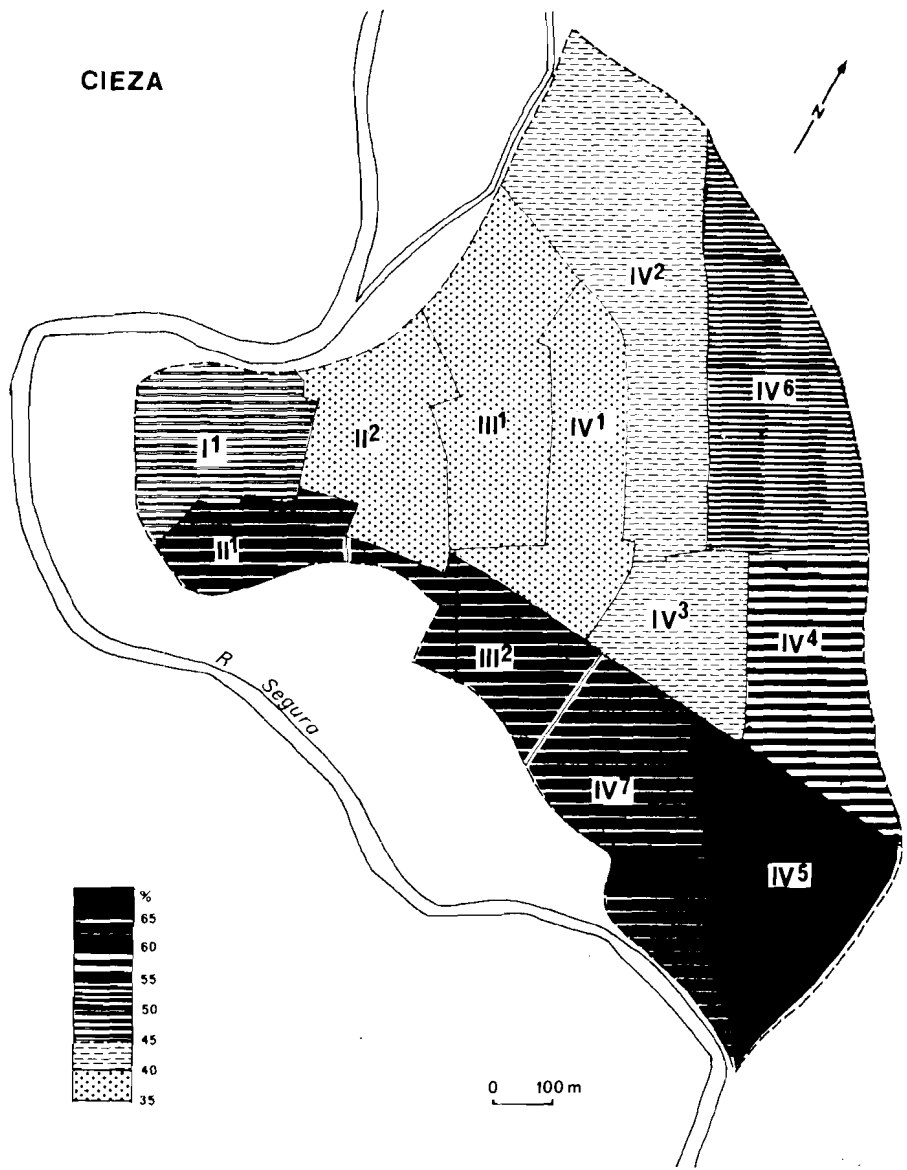 CIEZA
N
IV²
IV⁶
I¹
II²
III¹
IV¹
II¹
IV³
IV⁴
III²
R Segura
IV⁷
IV⁵
%
65
60
55
50
45
40
35
0 100 m